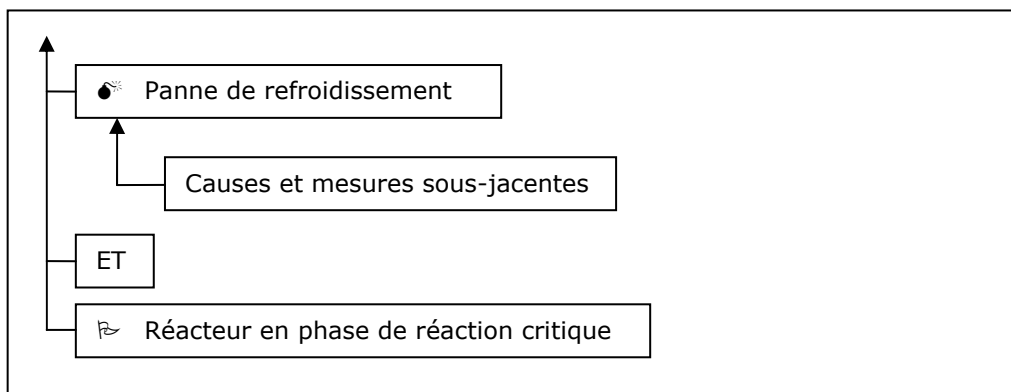 Panne de refroidissement
Causes et mesures sous-jacentes
ET
Réacteur en phase de réaction critique